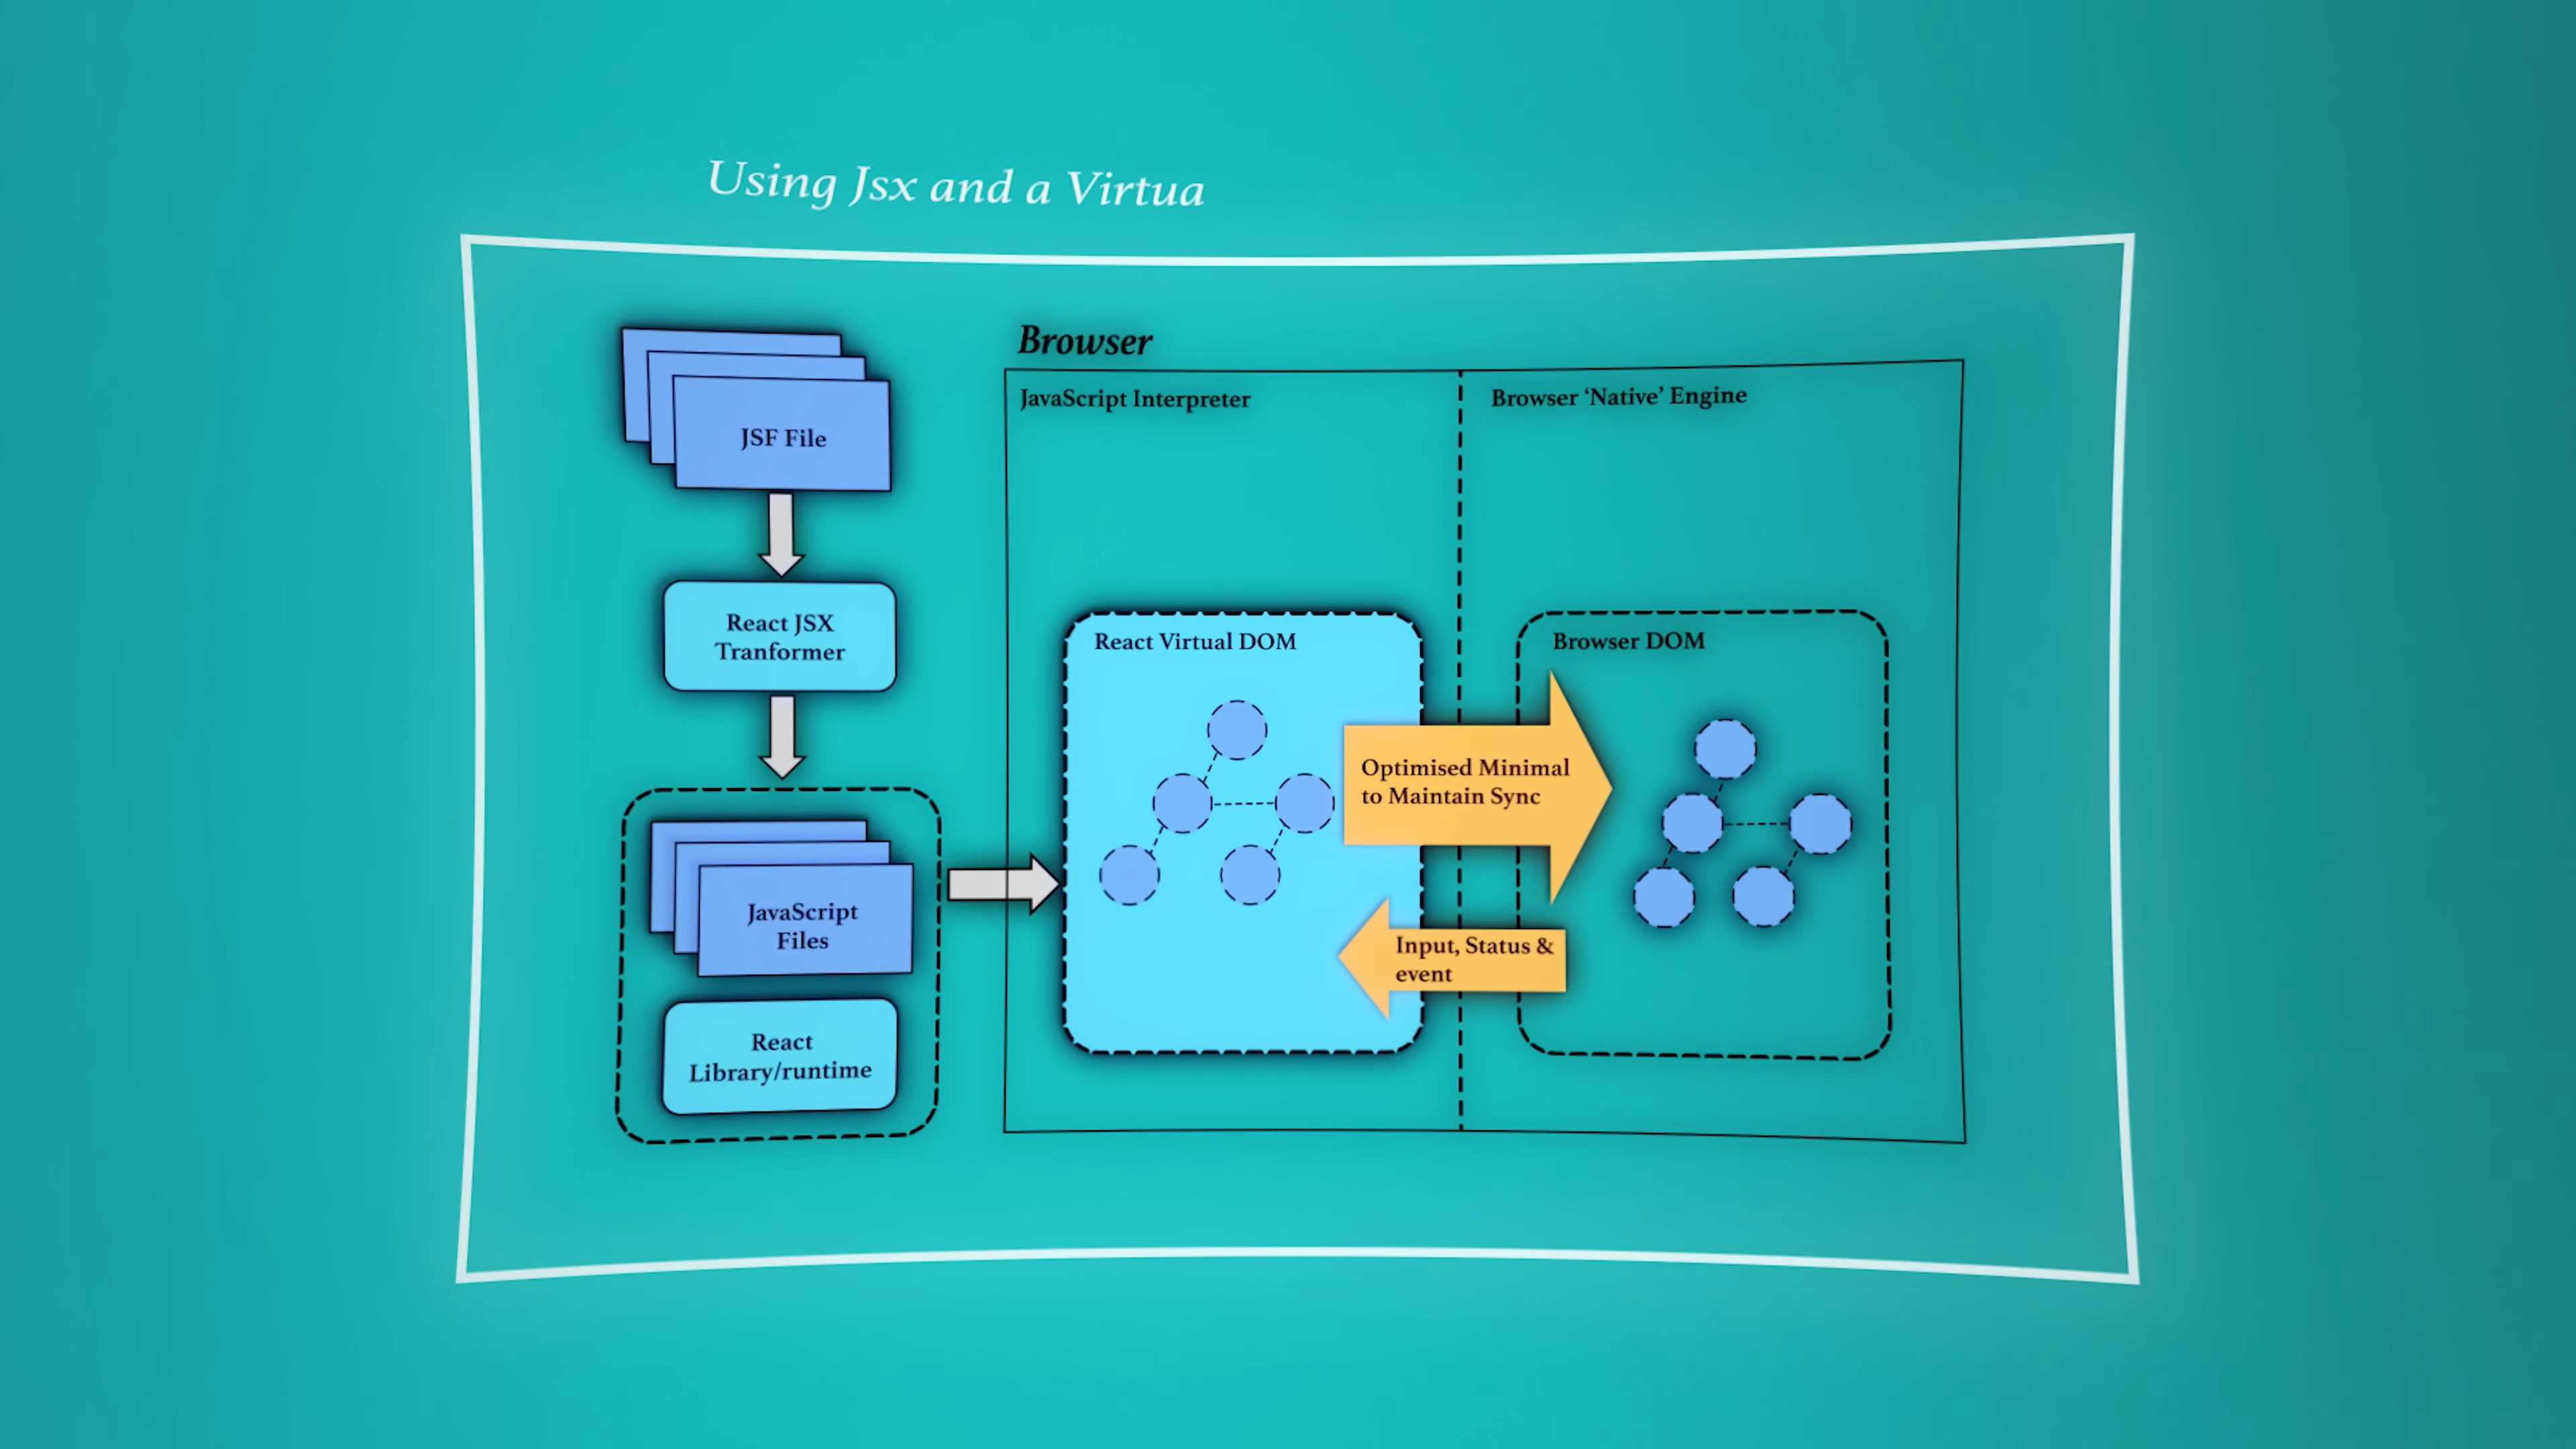 Using Jsx and a Virtua
Browser
JavaScript Interpreter
Browser ‘Native’ Engine
JSF File
React JSX
Tranformer
JavaScript
Files
React
Library/runtime
React Virtual DOM
Optimised Minimal
to Maintain Sync
Input, Status &
event
Browser DOM